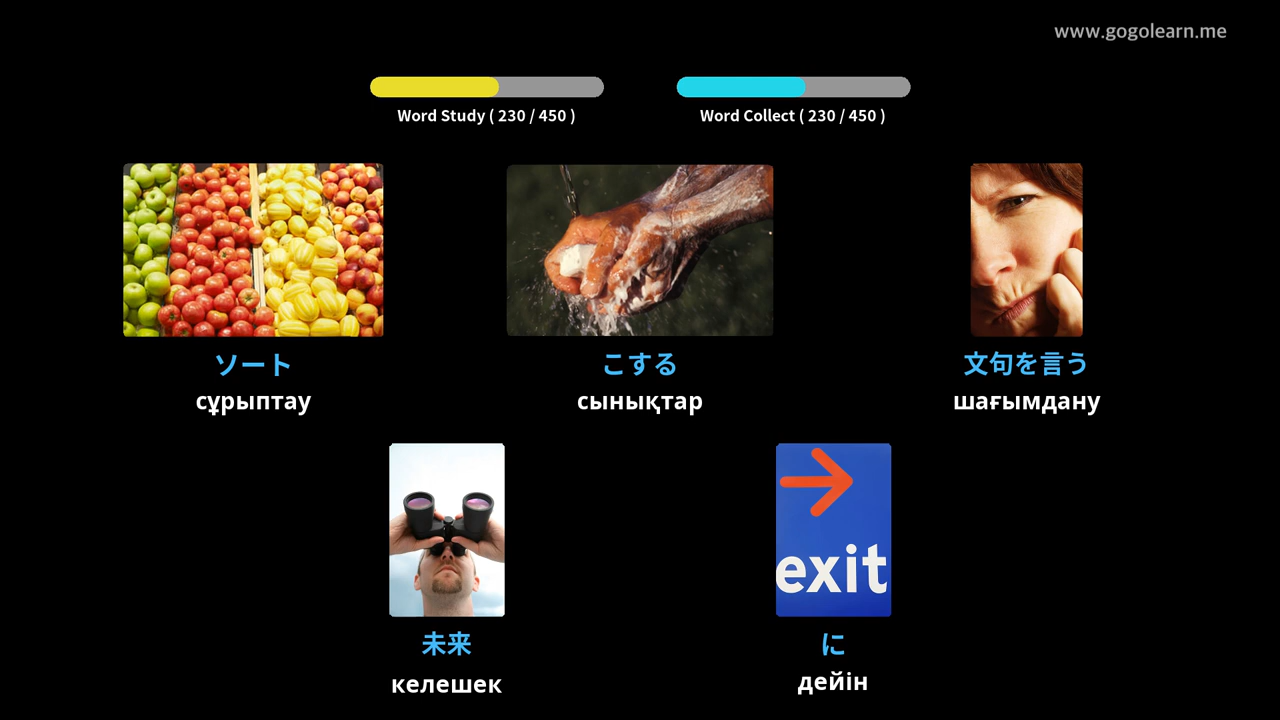 www.gogolearn.me
Word Study ( 230 / 450 )
Word Collect ( 230 / 450 )
ソート
сұрыптау
こする
сынықтар
文句を言う
шағымдану
exit
未来
келешек
に
дейін